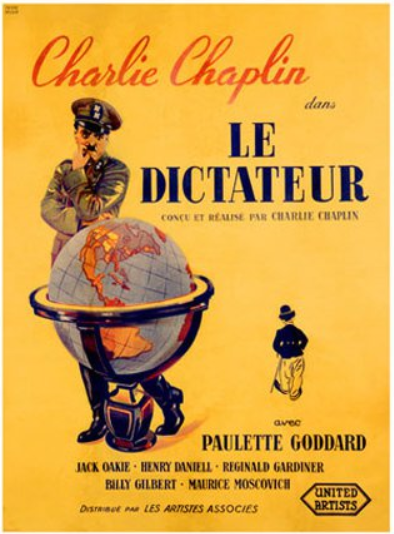 Charlie Chaplin
dans
LE
DICTATEUR
CONÇU ET RÉALISÉ PAR CHARLIE CHAPLIN
avec
PAULETTE GODDARD
JACK OAKIE · HENRY DANIELL · REGINALD GARDINER
BILLY GILBERT · MAURICE MOSCOVICH
UNITED
ARTISTS
DISTRIBUÉ PAR LES ARTISTES ASSOCIÉS